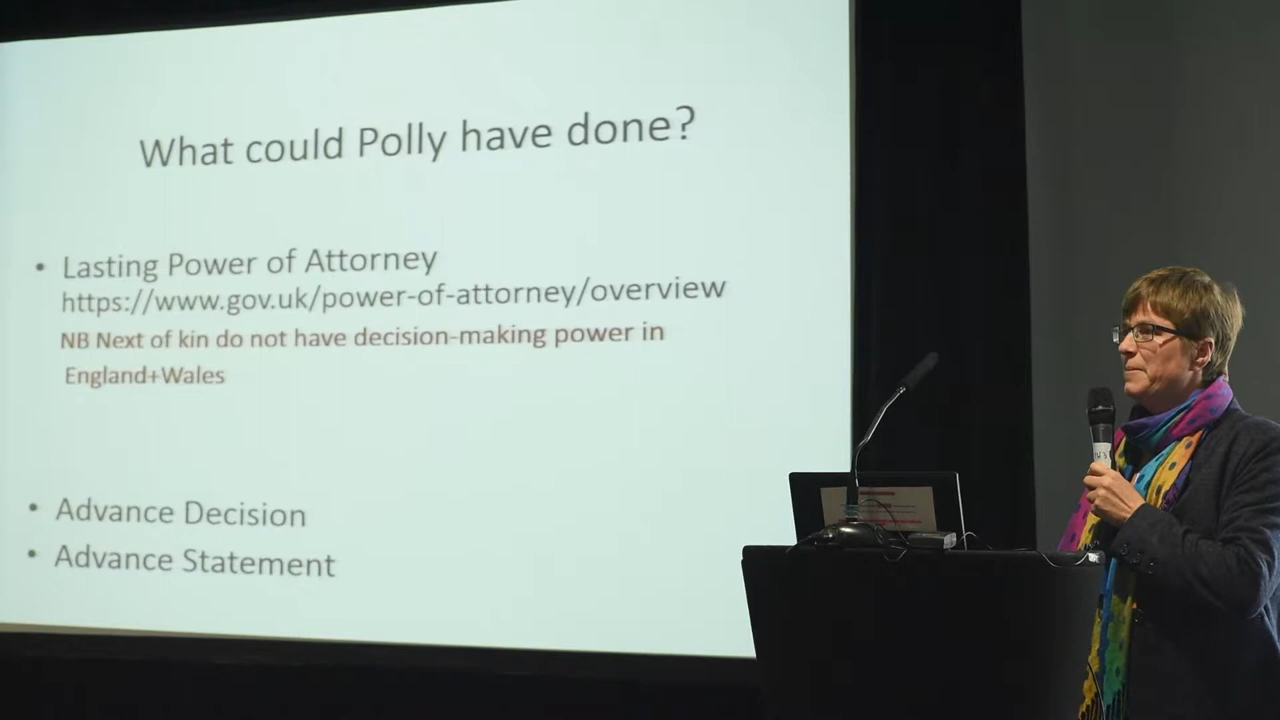 What could Polly have done?
• Lasting Power of Attorney
https://www.gov.uk/power-of-attorney/overview
NB Next of kin do not have decision-making power in
England+Wales
• Advance Decision
• Advance Statement